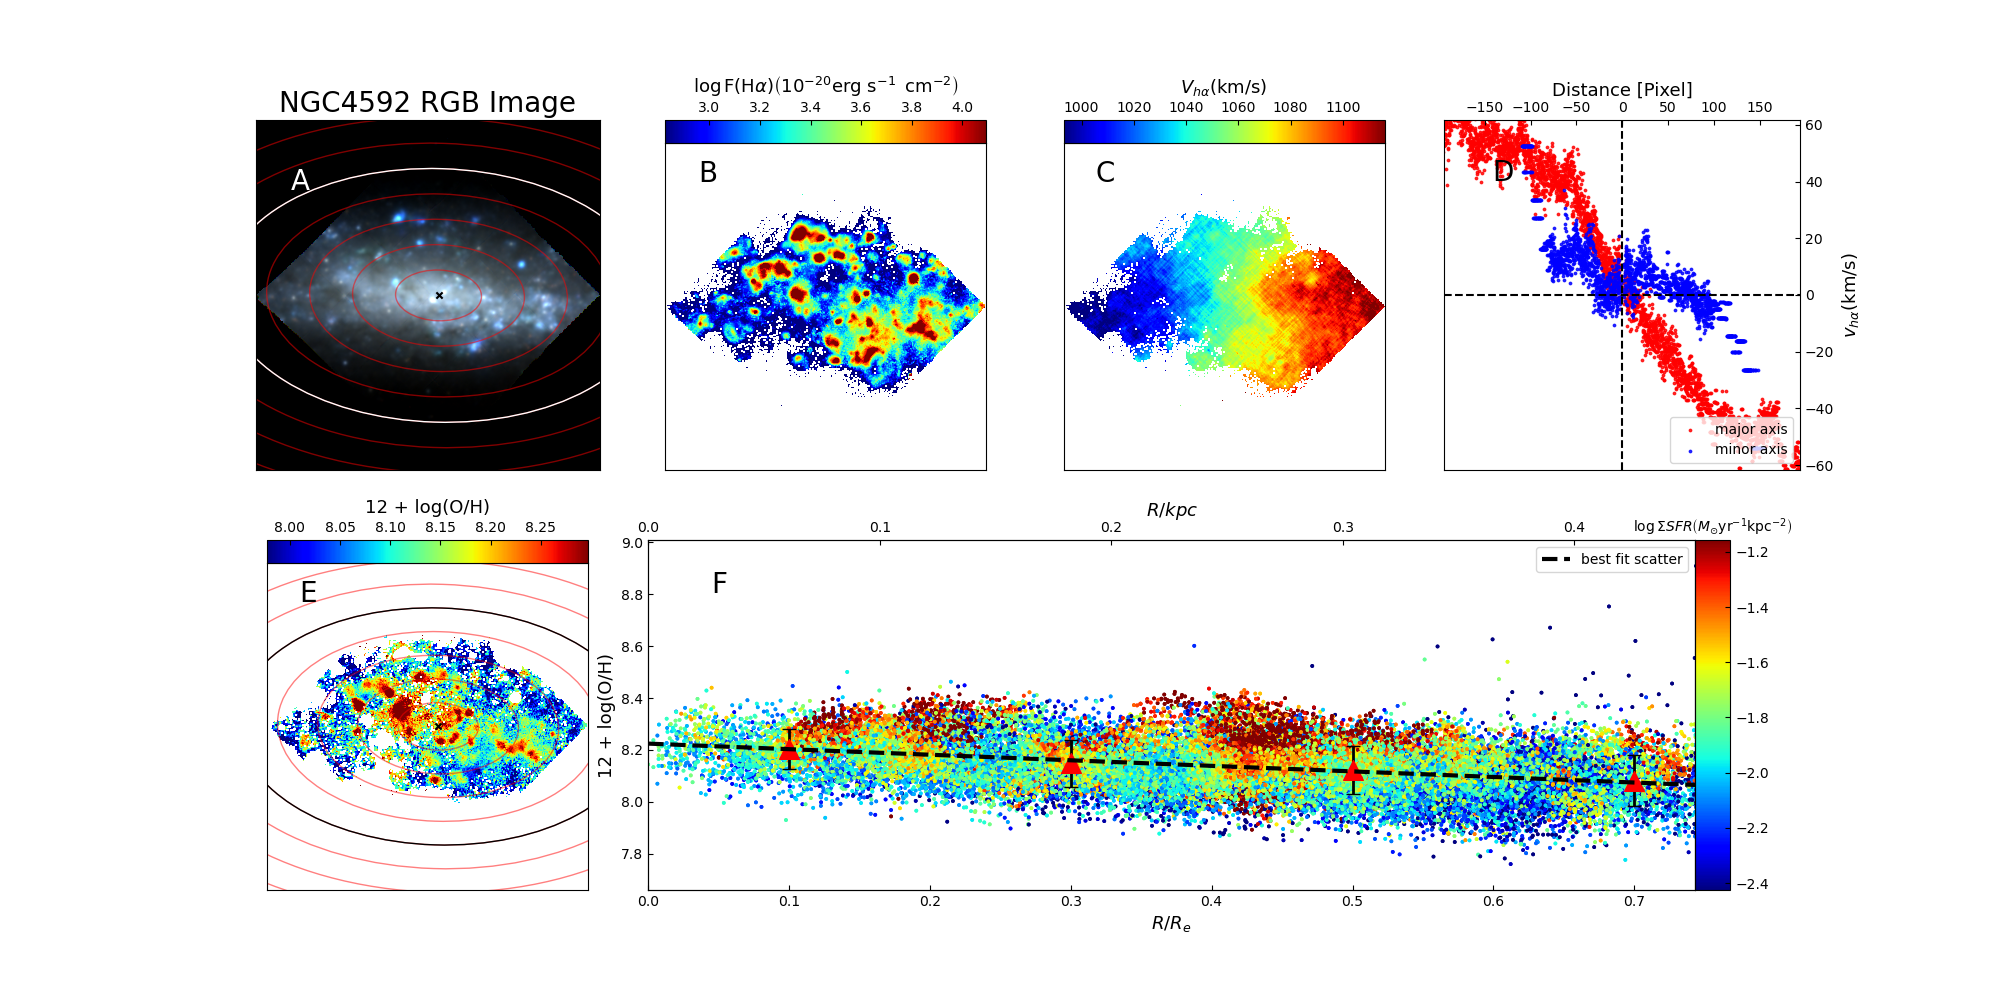 NGC4592 RGB Image
A
log F(Hα)(10⁻²⁰erg s⁻¹ cm⁻²)
3.0 3.2 3.4 3.6 3.8 4.0
B
V_{hα}(km/s)
1000 1020 1040 1060 1080 1100
C
Distance [Pixel]
−150 −100 −50 0 50 100 150
D
60
40
20
0
−20
−40
−60
v_{hα}(km/s)
major axis
minor axis
12 + log(O/H)
8.00 8.05 8.10 8.15 8.20 8.25
E
R/kpc
0.0 0.1 0.2 0.3 0.4
log ΣSFR(M_⊙yr⁻¹kpc⁻²)
F
best fit scatter
12 + log(O/H)
9.0
8.8
8.6
8.4
8.2
8.0
7.8
0.0 0.1 0.2 0.3 0.4 0.5 0.6 0.7
R/R_e
−1.2
−1.4
−1.6
−1.8
−2.0
−2.2
−2.4